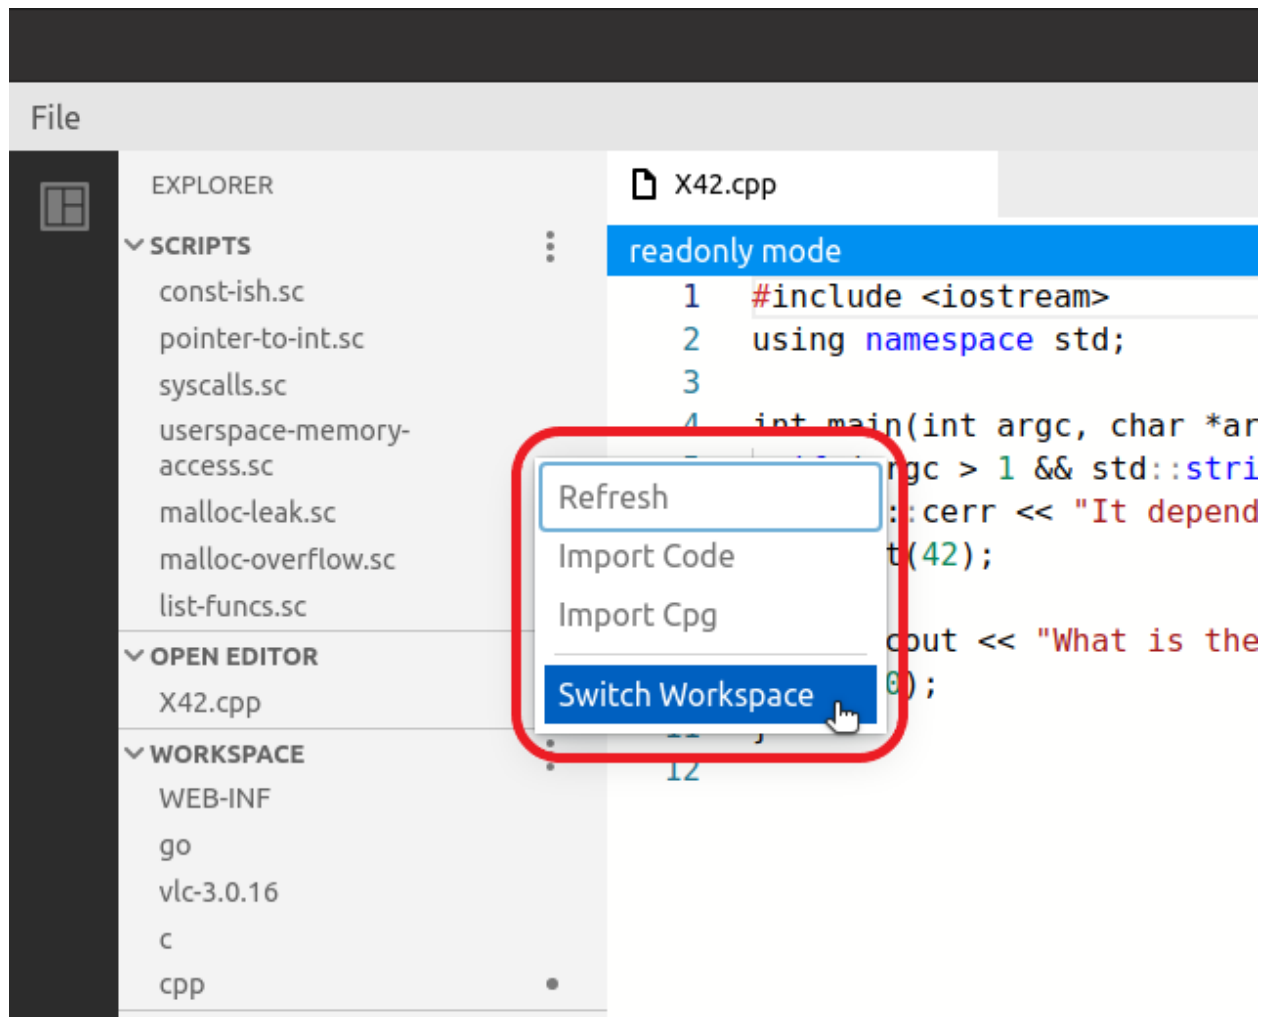 File
EXPLORER
SCRIPTS
const-ish.sc
pointer-to-int.sc
syscalls.sc
userspace-memory-
access.sc
malloc-leak.sc
malloc-overflow.sc
list-funcs.sc
OPEN EDITOR
X42.cpp
WORKSPACE
WEB-INF
go
vlc-3.0.16
c
cpp
X42.cpp
readonly mode
1 #include <iostream>
2 using namespace std;
3
4 int main(int argc, char *ar
rgc > 1 && std::stri
::cerr << "It depend
t(42);
cout << "What is the
0);
12
Refresh
Import Code
Import Cpg
Switch Workspace